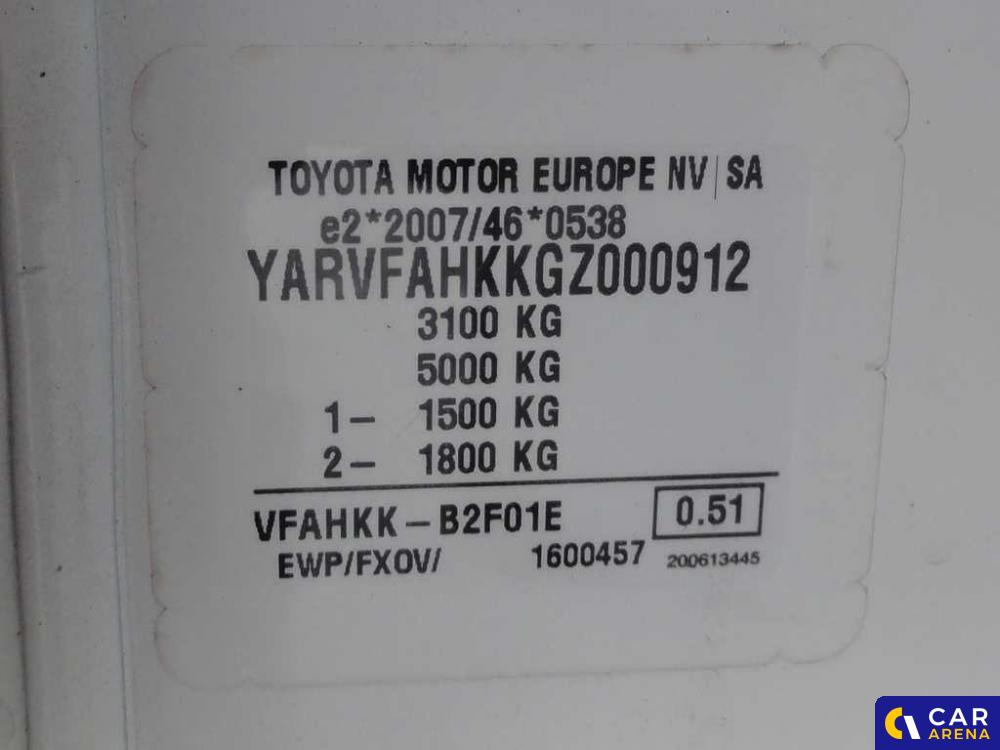 TOYOTA MOTOR EUROPE NV|SA
e2*2007/46*0538
YARVFAHKKGZ000912
3100 KG
5000 KG
1- 1500 KG
2- 1800 KG
VFAHKK-B2F01E 0.51
EWP/FXOV/ 1600457 200613445
CAR
ARENA